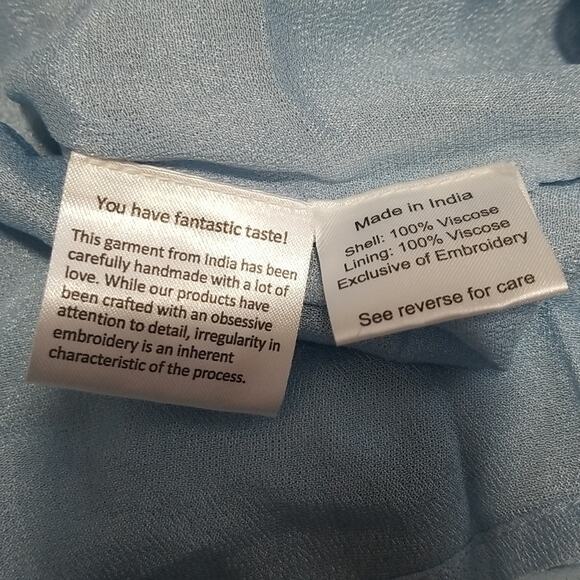 You have fantastic taste!
This garment from India has been
carefully handmade with a lot of
love. While our products have
been crafted with an obsessive
attention to detail, irregularity in
embroidery is an inherent
characteristic of the process.
Made in India
Shell: 100% Viscose
Lining: 100% Viscose
Exclusive of Embroidery
See reverse for care